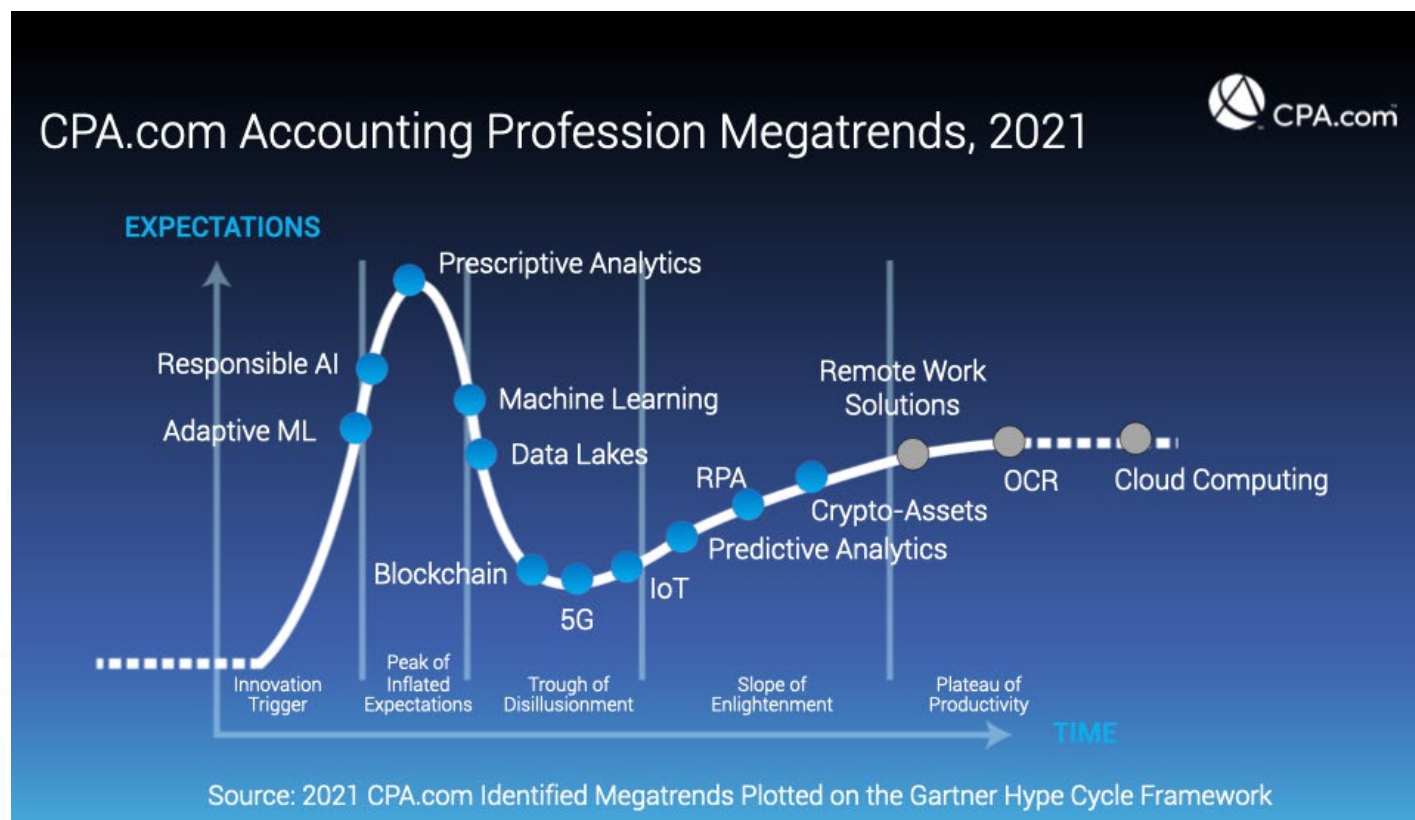 CPA.com Accounting Profession Megatrends, 2021
CPA.com
EXPECTATIONS
Prescriptive Analytics
Responsible AI
Adaptive ML
Machine Learning
Data Lakes
Blockchain
5G
IoT
Predictive Analytics
RPA
Crypto-Assets
Remote Work
Solutions
OCR
Cloud Computing
Innovation
Trigger
Peak of
Inflated
Expectations
Trough of
Disillusionment
Slope of
Enlightenment
Plateau of
Productivity
TIME
Source: 2021 CPA.com Identified Megatrends Plotted on the Gartner Hype Cycle Framework